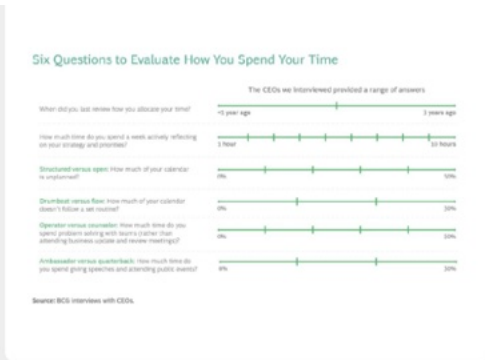 Six Questions to Evaluate How You Spend Your Time
The CEOs we interviewed provided a range of answers
When did you last review how you allocate your time?
<1 year ago
3 years ago
How much time do you spend a week actively reflecting
on your strategy and priorities?
1 hour
10 hours
Structured versus open: How much of your calendar
is unplanned?
0%
50%
Drumbeat versus flow: How much of your calendar
doesn't follow a set routine?
0%
30%
Operator versus counselor: How much time do you
spend problem solving with teams (rather than
attending business update and review meetings)?
0%
50%
Ambassador versus quarterback: How much time do
you spend giving speeches and attending public events?
0%
30%
Source: BCG interviews with CEOs.